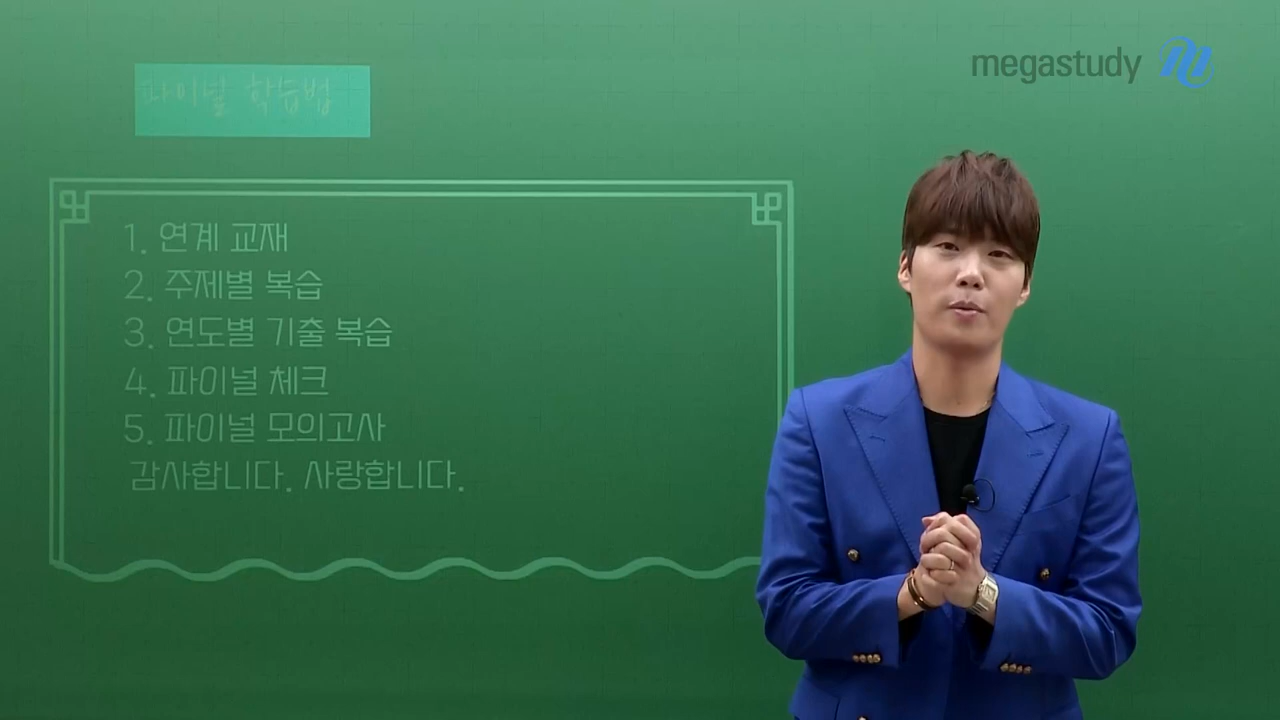 megastudy
파이널 학습법
1. 연계 교재
2. 주제별 복습
3. 연도별 기출 복습
4. 파이널 체크
5. 파이널 모의고사
감사합니다. 사랑합니다.